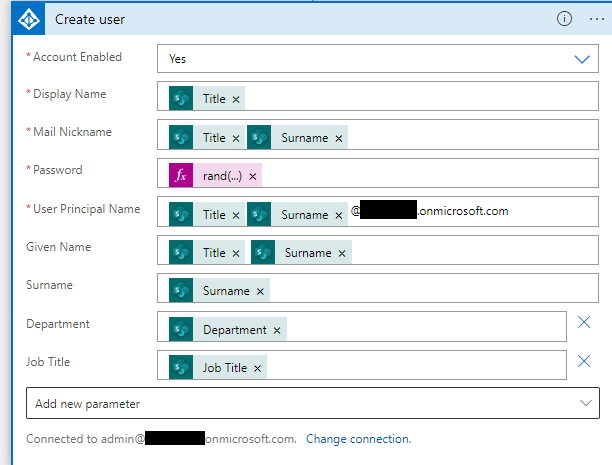 Create user
* Account Enabled Yes
* Display Name Title ×
* Mail Nickname Title × Surname ×
* Password fx rand(...) ×
* User Principal Name Title × Surname × @ .onmicrosoft.com
Given Name Title × Surname ×
Surname Surname ×
Department Department ×
Job Title Job Title ×
Add new parameter
Connected to admin@ onmicrosoft.com. Change connection.